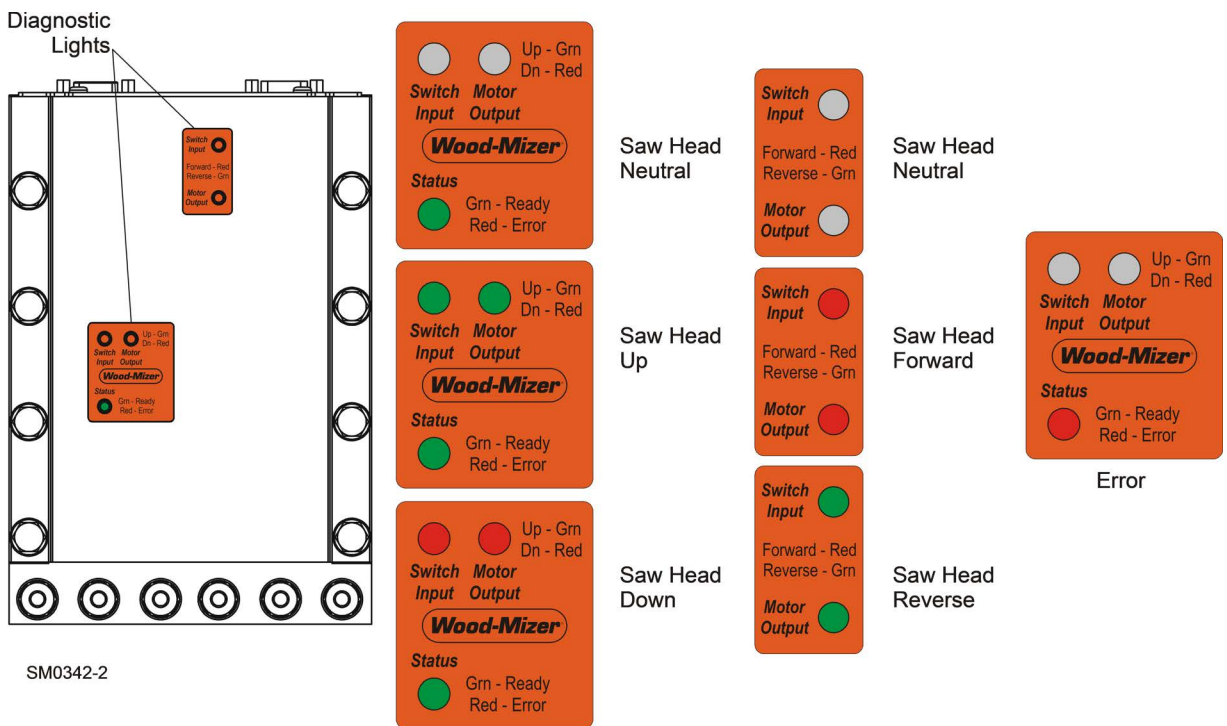 Diagnostic
Lights
Switch
Input
Forward - Red
Reverse - Grn
Motor
Output
Up - Grn
Dn - Red
Switch Motor
Input Output
Wood-Mizer
Status
Grn - Ready
Red - Error
SM0342-2
Up - Grn
Dn - Red
Switch Motor
Input Output
Wood-Mizer
Status
Grn - Ready
Red - Error
Saw Head
Neutral
Up - Grn
Dn - Red
Switch Motor
Input Output
Wood-Mizer
Status
Grn - Ready
Red - Error
Saw Head
Up
Up - Grn
Dn - Red
Switch Motor
Input Output
Wood-Mizer
Status
Grn - Ready
Red - Error
Saw Head
Down
Switch
Input
Forward - Red
Reverse - Grn
Motor
Output
Saw Head
Neutral
Switch
Input
Forward - Red
Reverse - Grn
Motor
Output
Saw Head
Forward
Switch
Input
Forward - Red
Reverse - Grn
Motor
Output
Saw Head
Reverse
Up - Grn
Dn - Red
Switch Motor
Input Output
Wood-Mizer
Status
Grn - Ready
Red - Error
Error